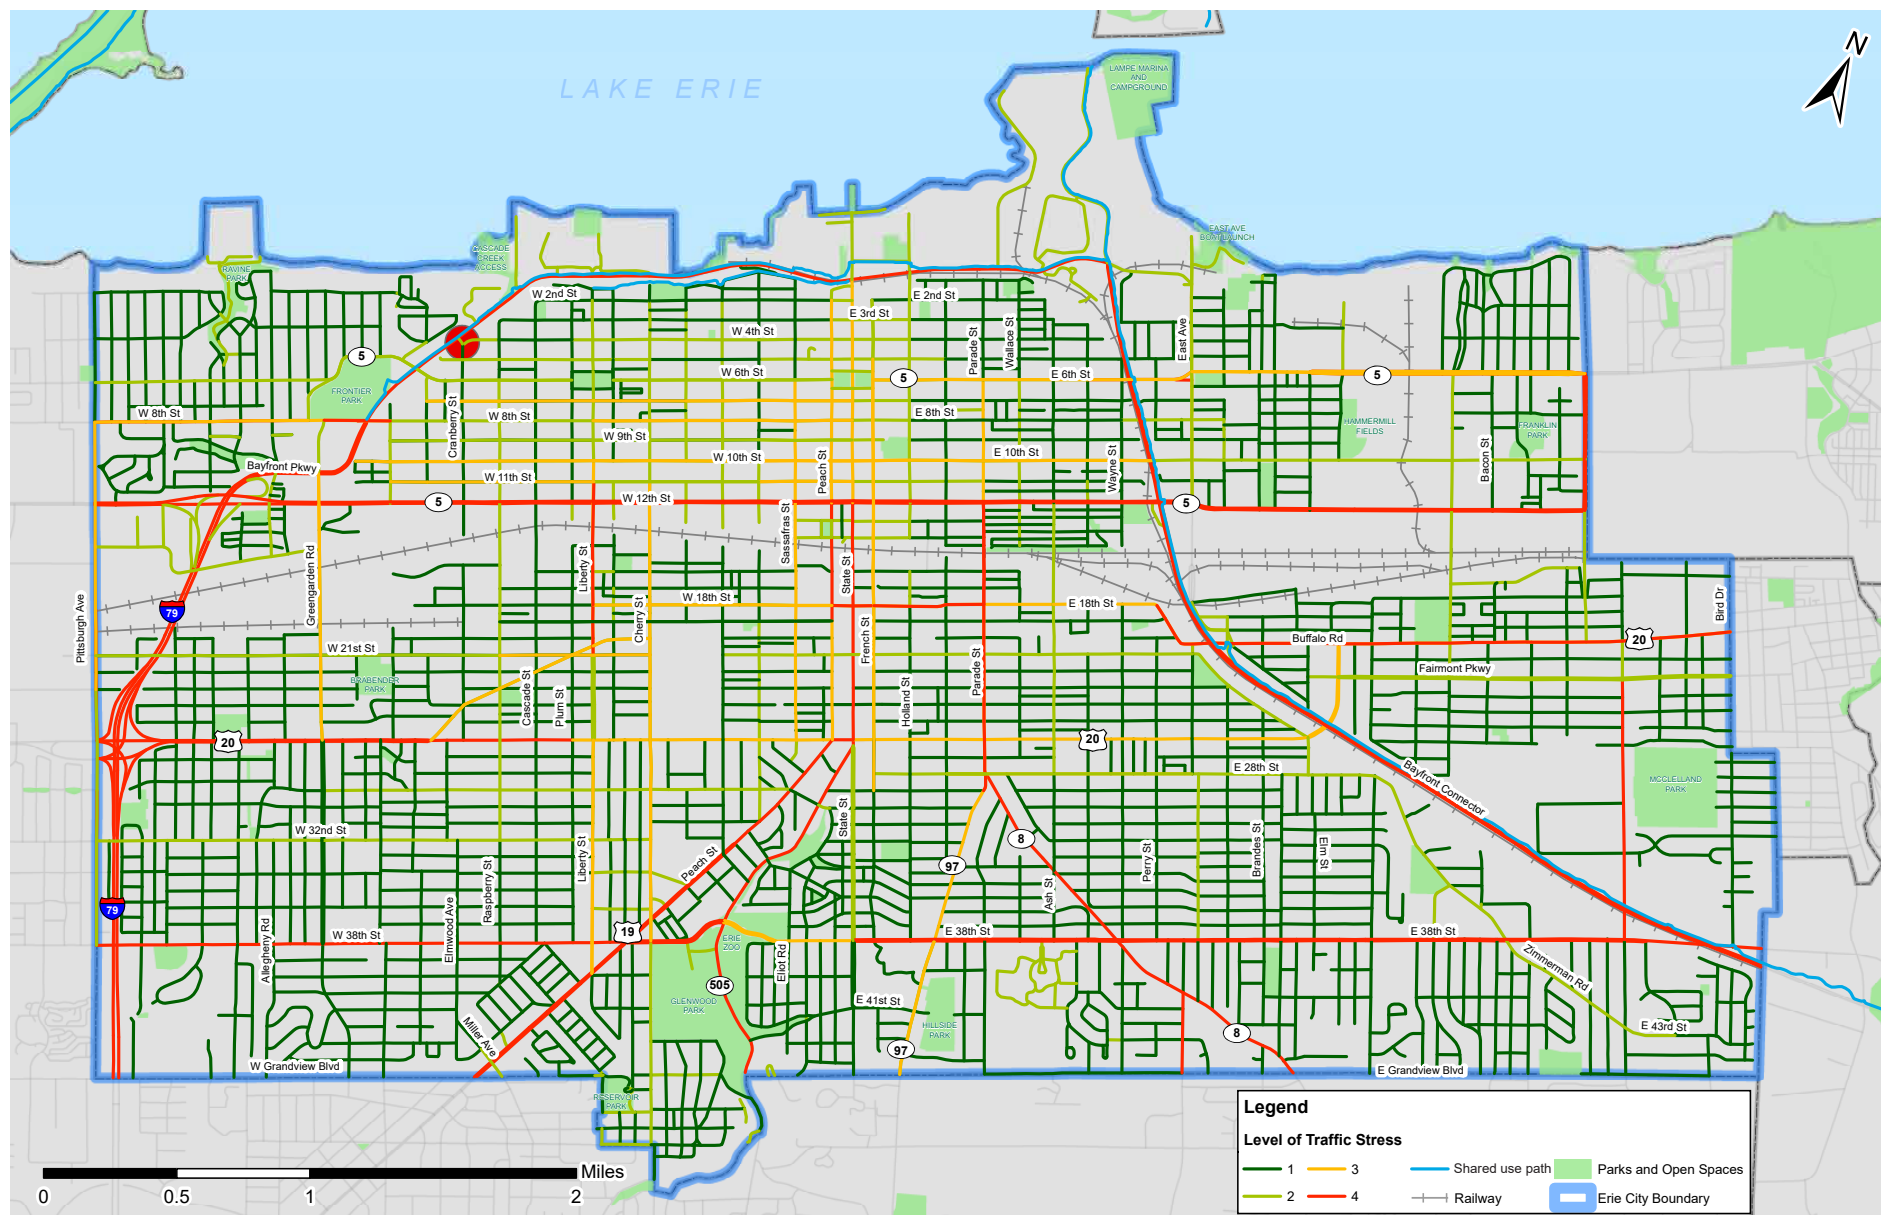 N
LAKE ERIE
LAMPE MARINA
AND
CAMPGROUND
EAST AVE
BOAT LAUNCH
CASCADE
CREEK
ACCESS
RAVINE
PARK
W 2nd St
E 2nd St
E 3rd St
W 4th St
Parade St
Wallace St
East Ave
5
FRONTIER
PARK
W 6th St
5
E 6th St
5
W 8th St
Cranberry St
W 8th St
E 8th St
HAMMERMILL
FIELDS
FRANKLIN
PARK
W 9th St
Bayfront Pkwy
W 10th St
E 10th St
Peach St
Wayne St
Bacon St
W 11th St
5
W 12th St
5
Sassafras St
Greengarden Rd
Liberty St
State St
Pittsburgh Ave
79
W 18th St
E 18th St
Cherry St
Bird Dr
French St
Buffalo Rd
20
W 21st St
Fairmont Pkwy
BRABENDER
PARK
Cascade St
Plum St
Holland St
Parade St
20
20
E 28th St
Bayfront Connector
MCCLELLAND
PARK
W 32nd St
Liberty St
State St
Peach St
8
97
Perry St
Brandes St
Elm St
Raspberry St
Ash St
79
Allegheny Rd
Elmwood Ave
W 38th St
19
ERIE
ZOO
Eliot Rd
E 38th St
E 38th St
Zimmerman Rd
505
GLENWOOD
PARK
E 41st St
HILLSIDE
PARK
8
E 43rd St
Miller Ave
97
W Grandview Blvd
E Grandview Blvd
RESERVOIR
PARK
Legend
Level of Traffic Stress
1 3 Shared use path Parks and Open Spaces
2 4 Railway Erie City Boundary
Miles
0 0.5 1 2